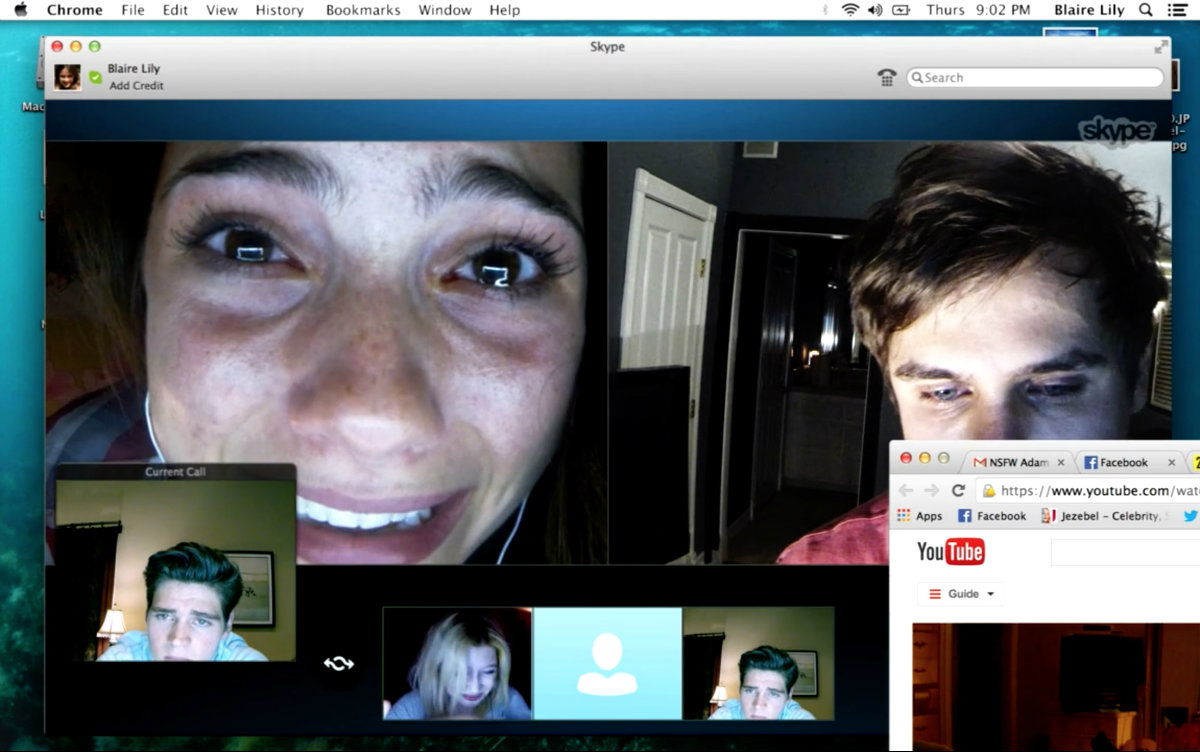 Chrome File Edit View History Bookmarks Window Help Thurs 9:02 PM Blaire Lily
Skype
Blaire Lily
Add Credit
Search
Mac
skype
Current Call
NSFW Adam
Facebook
https://www.youtube.com/wat
Apps Facebook Jezebel – Celebrity,
YouTube
Guide